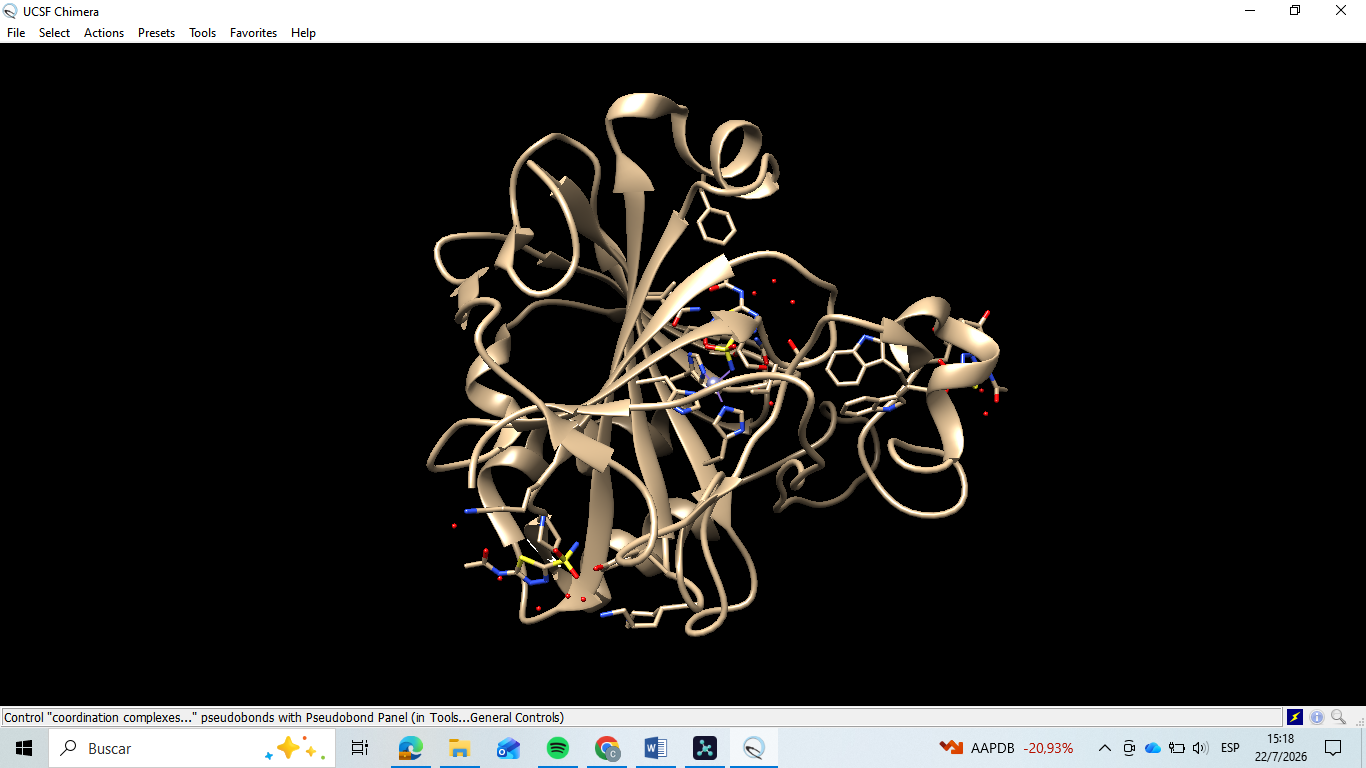 UCSF Chimera
File Select Actions Presets Tools Favorites Help
Control "coordination complexes..." pseudobonds with Pseudobond Panel (in Tools...General Controls)
Buscar
AAPDB -20,93%
ESP
15:18
22/7/2026